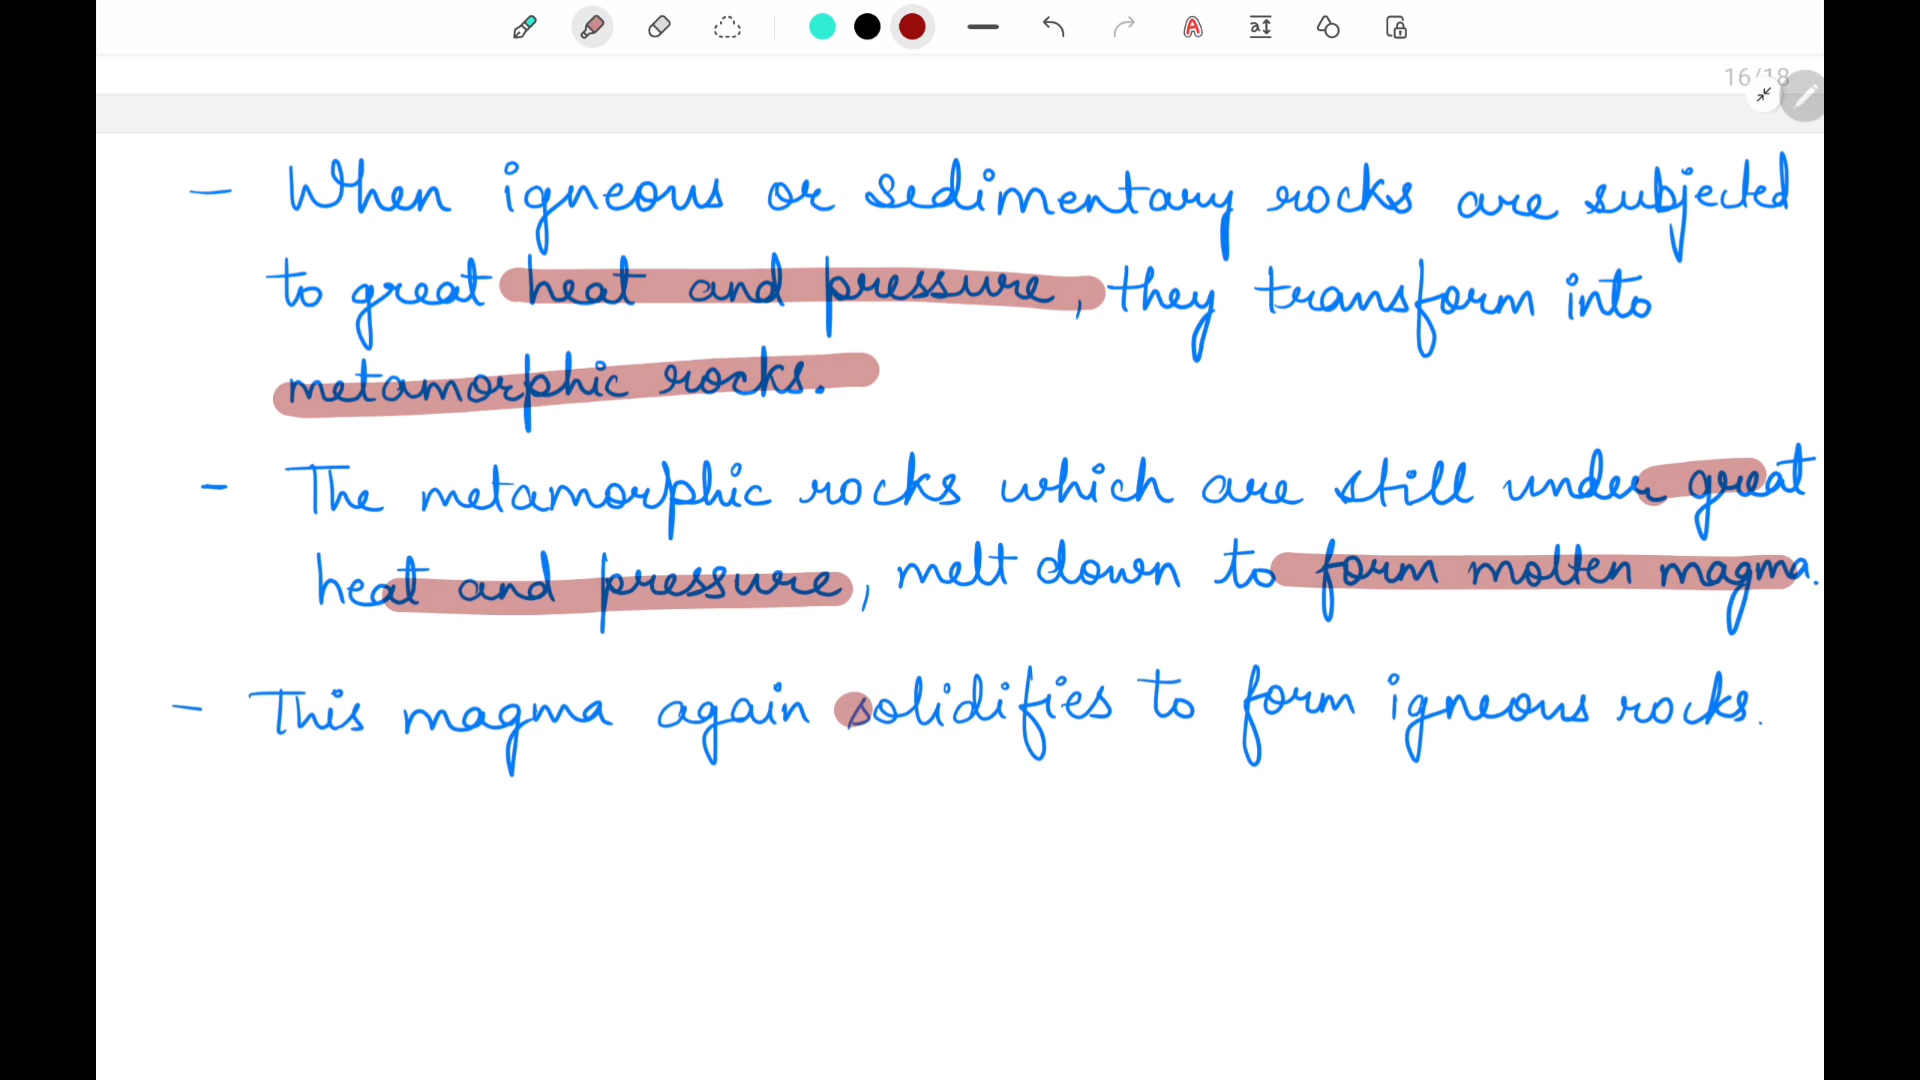 16/18
- When igneous or sedimentary rocks are subjected
to great heat and pressure, they transform into
metamorphic rocks.
- The metamorphic rocks which are still under great
heat and pressure, melt down to form molten magma.
- This magma again solidifies to form igneous rocks.